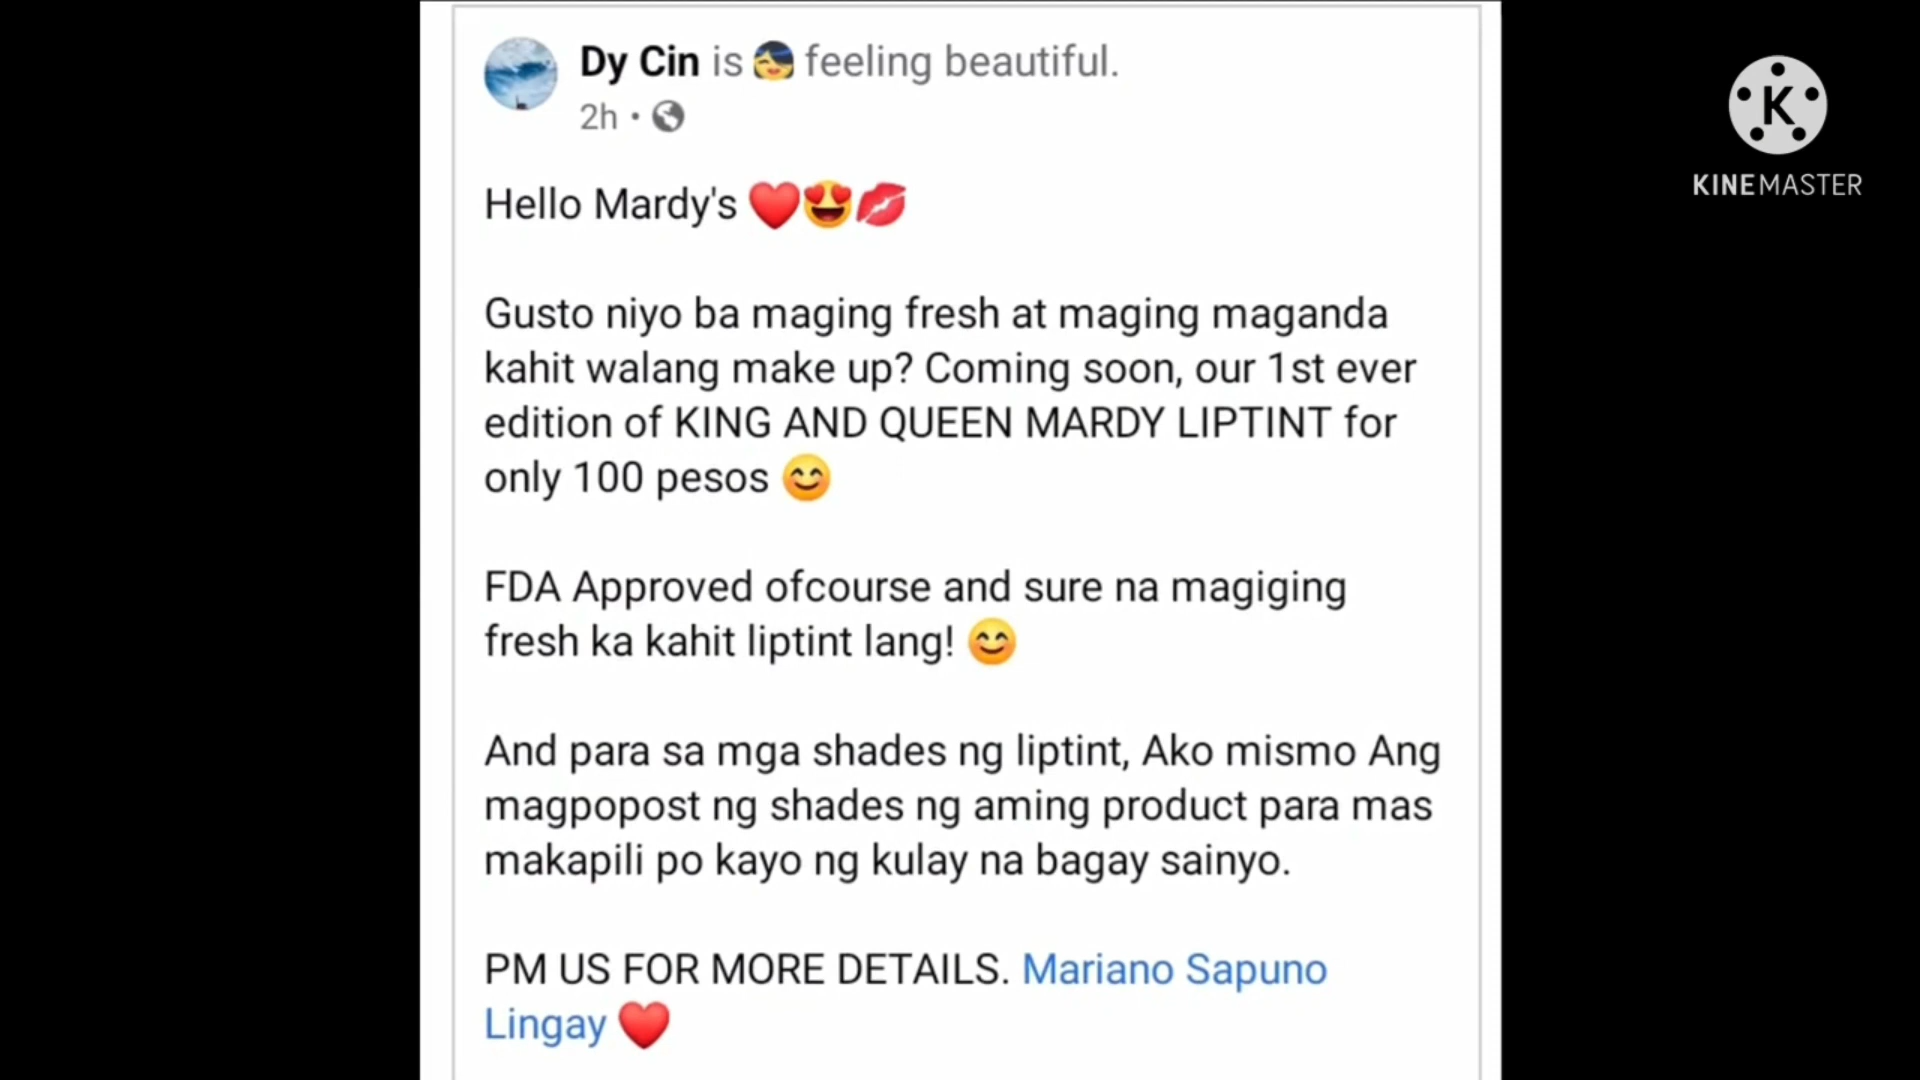 Dy Cin is 👧 feeling beautiful.
2h •
Hello Mardy's ❤️😍💋
Gusto niyo ba maging fresh at maging maganda
kahit walang make up? Coming soon, our 1st ever
edition of KING AND QUEEN MARDY LIPTINT for
only 100 pesos 😊
FDA Approved ofcourse and sure na magiging
fresh ka kahit liptint lang! 😊
And para sa mga shades ng liptint, Ako mismo Ang
magpopost ng shades ng aming product para mas
makapili po kayo ng kulay na bagay sainyo.
PM US FOR MORE DETAILS. Mariano Sapuno
Lingay ❤️
K
KINEMASTER